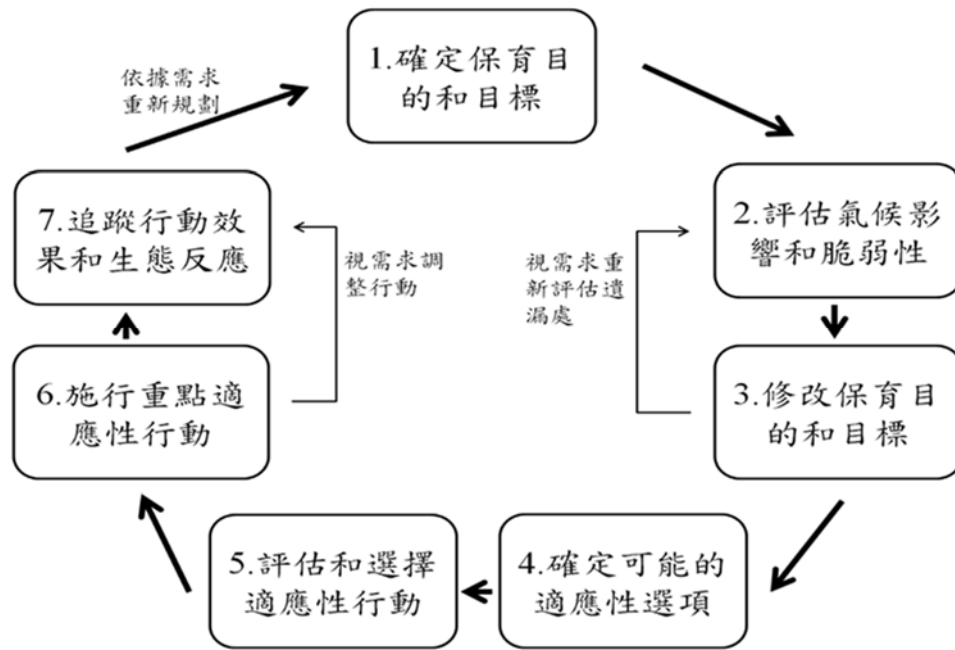 1.確定保育目
的和目標
依據需求
重新規劃
2.評估氣候影
響和脆弱性
7.追蹤行動效
果和生態反應
視需求調
整行動
視需求重
新評估遺
漏處
3.修改保育目
的和目標
6.施行重點適
應性行動
5.評估和選擇
適應性行動
4.確定可能的
適應性選項